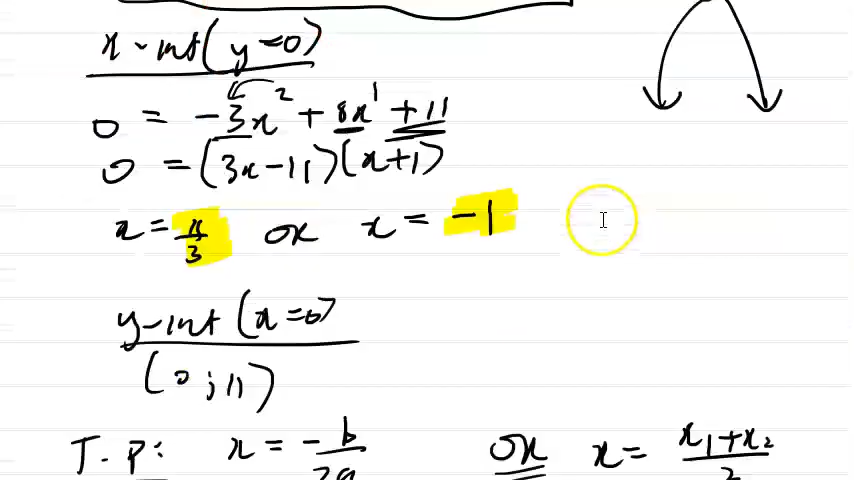 x-int (y=0)
0 = -3x² + 8x¹ + 11
0 = (3x-11)(x+1)
x = 11/3 or x = -1
y-int (x=0)
(0;11)
T.P: x = -b/2a OR x = x₁+x₂/2